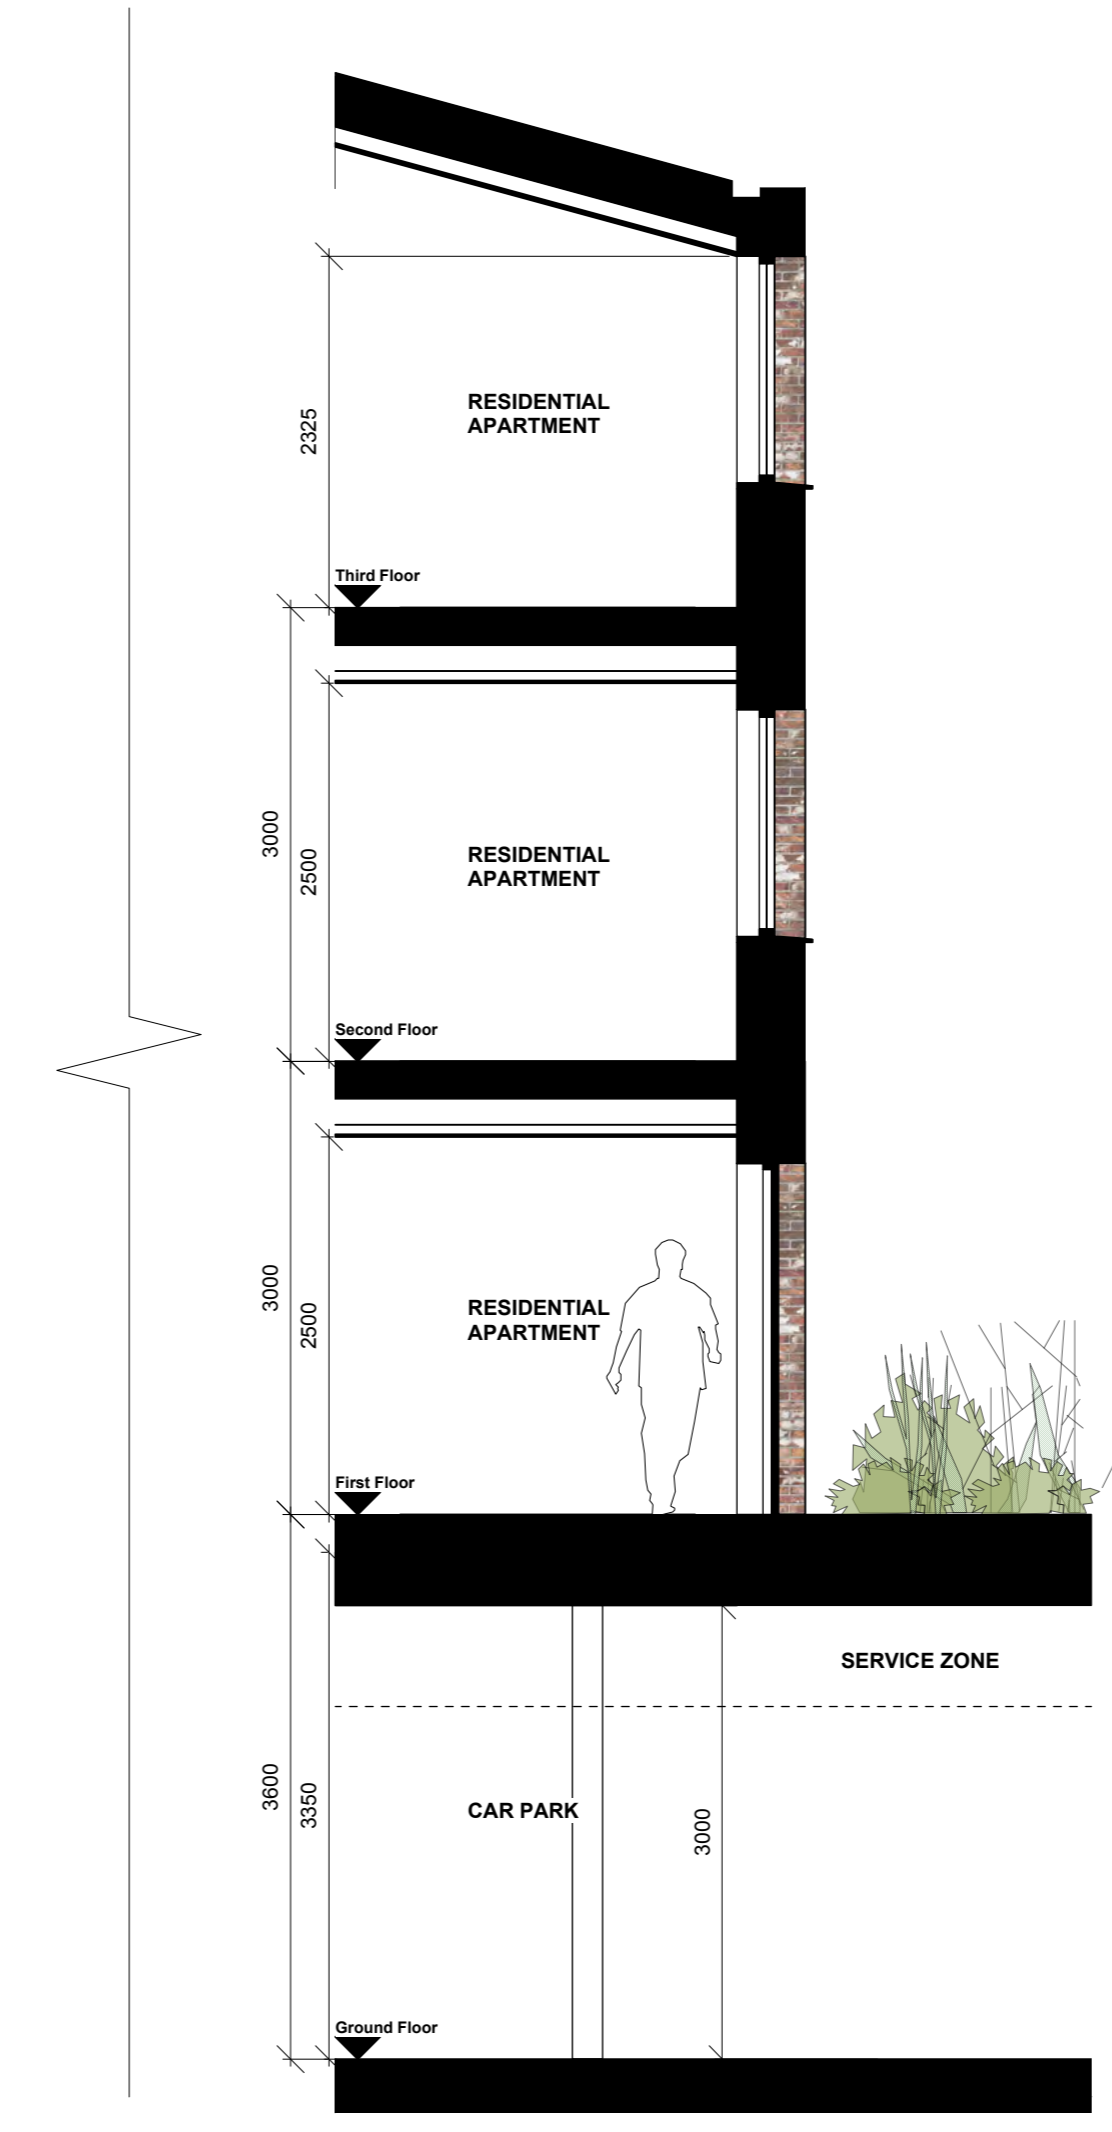 RESIDENTIAL
APARTMENT
2325
Third Floor
3000
2500
RESIDENTIAL
APARTMENT
Second Floor
3000
2500
RESIDENTIAL
APARTMENT
First Floor
SERVICE ZONE
3600
3350
CAR PARK
3000
Ground Floor